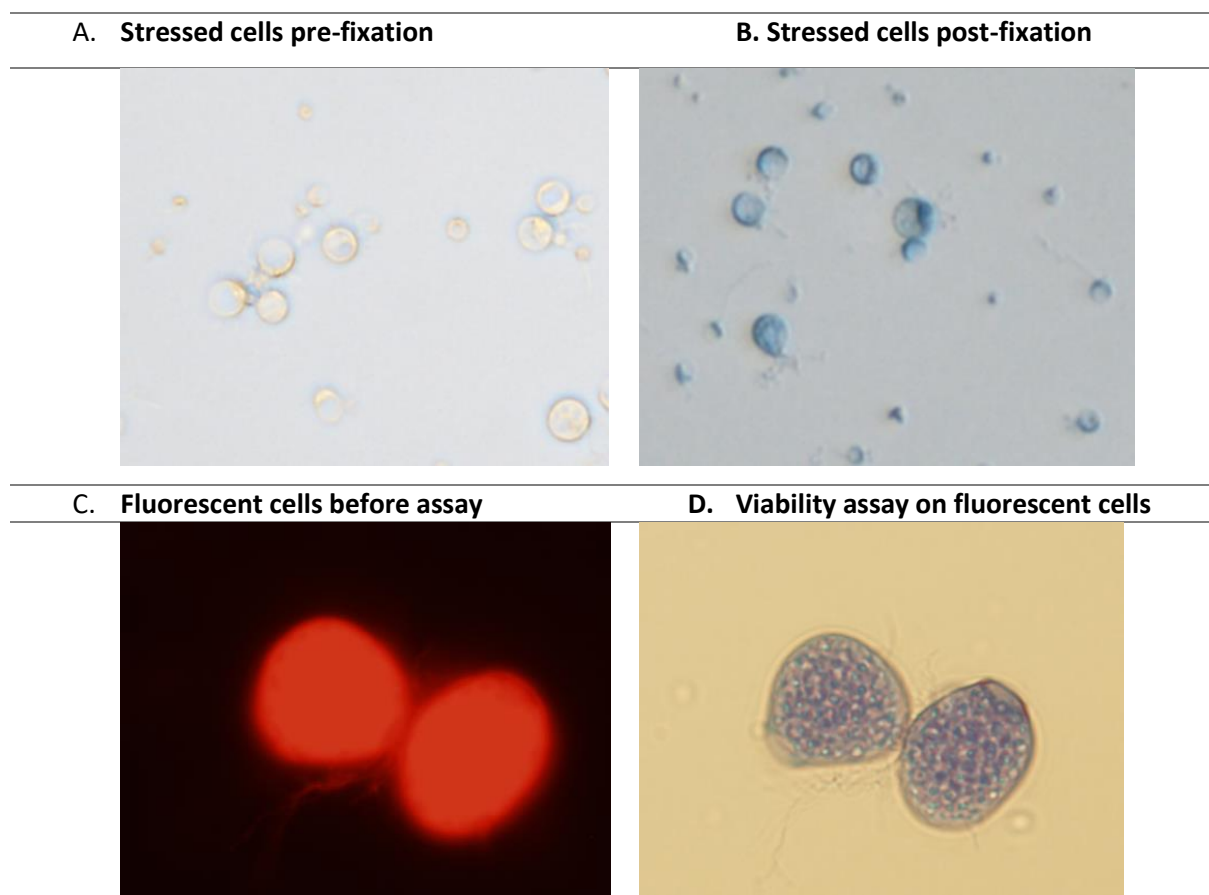 A. Stressed cells pre-fixation B. Stressed cells post-fixation
C. Fluorescent cells before assay D. Viability assay on fluorescent cells